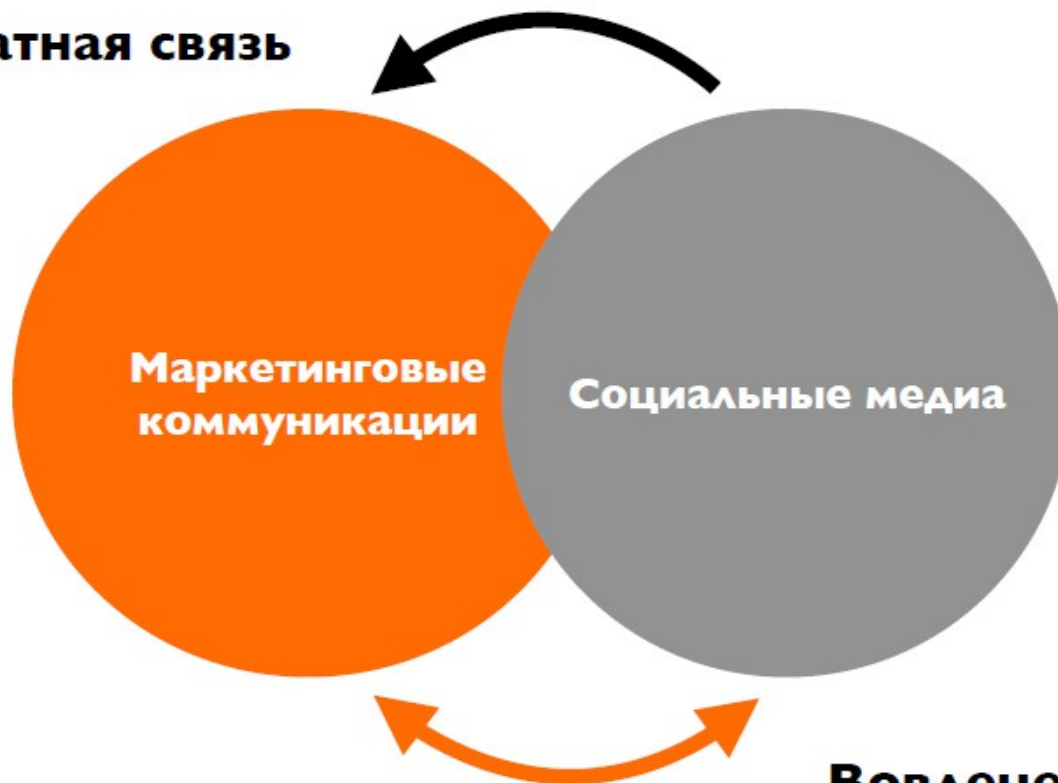 атная связь
Маркетинговые
коммуникации
Социальные медиа